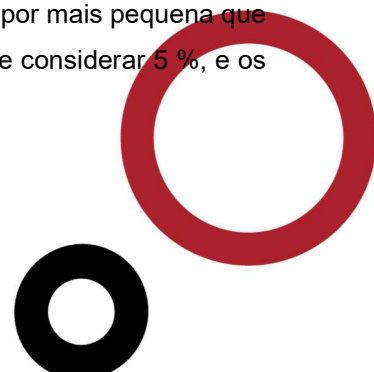 por mais pequena que
e considerar 5 %, e os